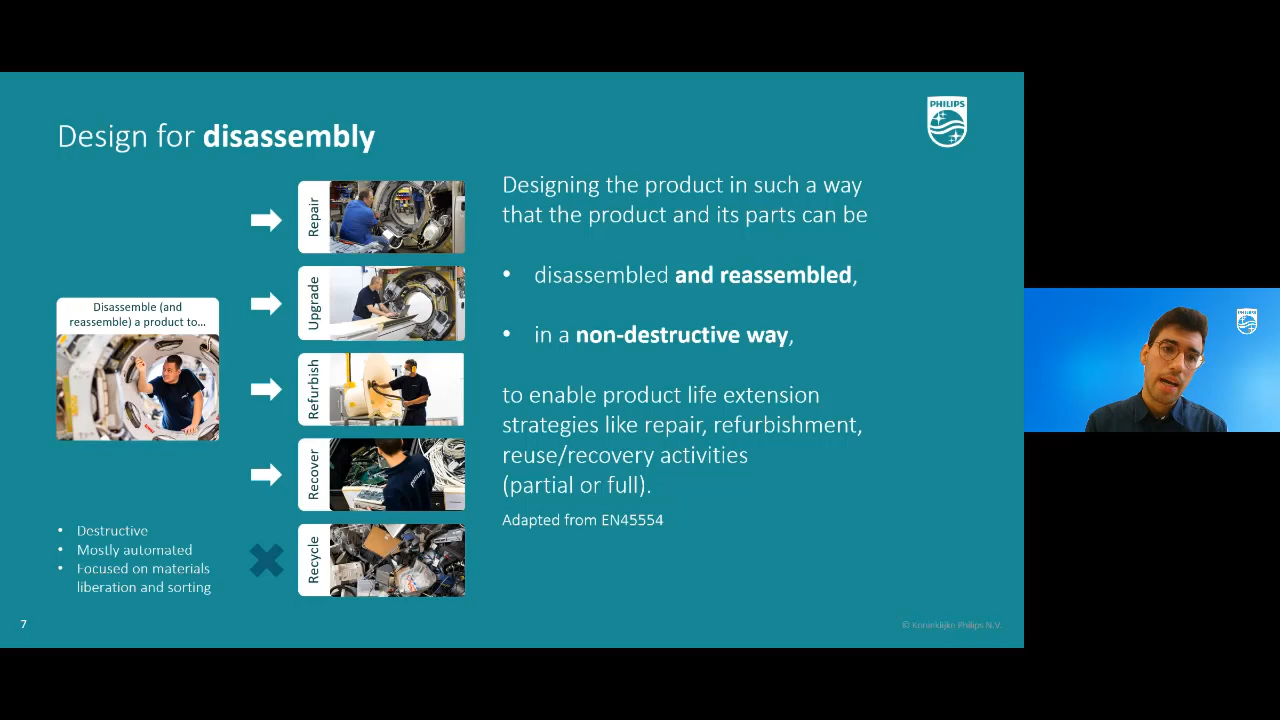 Design for disassembly
PHILIPS
Disassemble (and
reassemble) a product to...
Repair
Upgrade
Refurbish
Recover
Recycle
• Destructive
• Mostly automated
• Focused on materials
liberation and sorting
Designing the product in such a way
that the product and its parts can be
• disassembled and reassembled,
• in a non-destructive way,
to enable product life extension
strategies like repair, refurbishment,
reuse/recovery activities
(partial or full).
Adapted from EN45554
7
© Koninklijke Philips N.V.
PHILIPS
PHILIPS